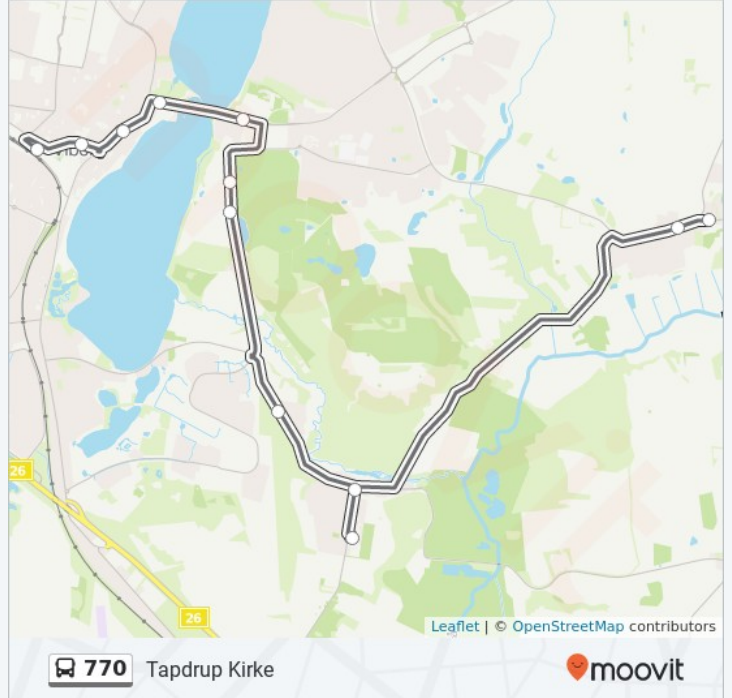 26
26
Leaflet | © OpenStreetMap contributors
770 Tapdrup Kirke
moovit